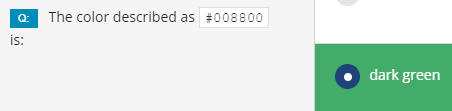 Q: The color described as #008800
is:
dark green